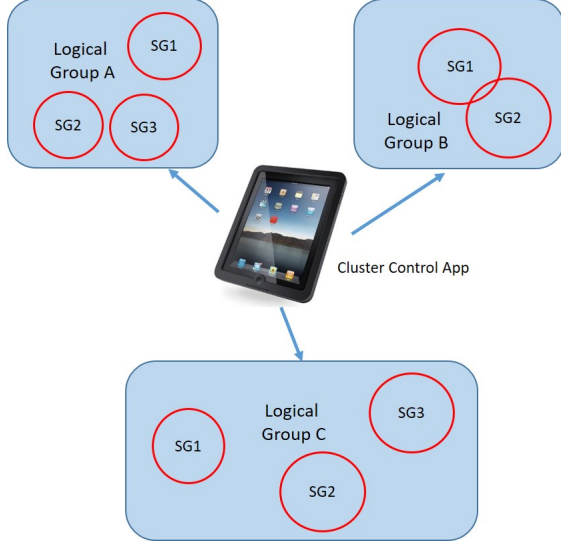 Logical
Group A
SG1
SG2
SG3
SG1
SG2
Logical
Group B
Cluster Control App
Logical
Group C
SG1
SG2
SG3